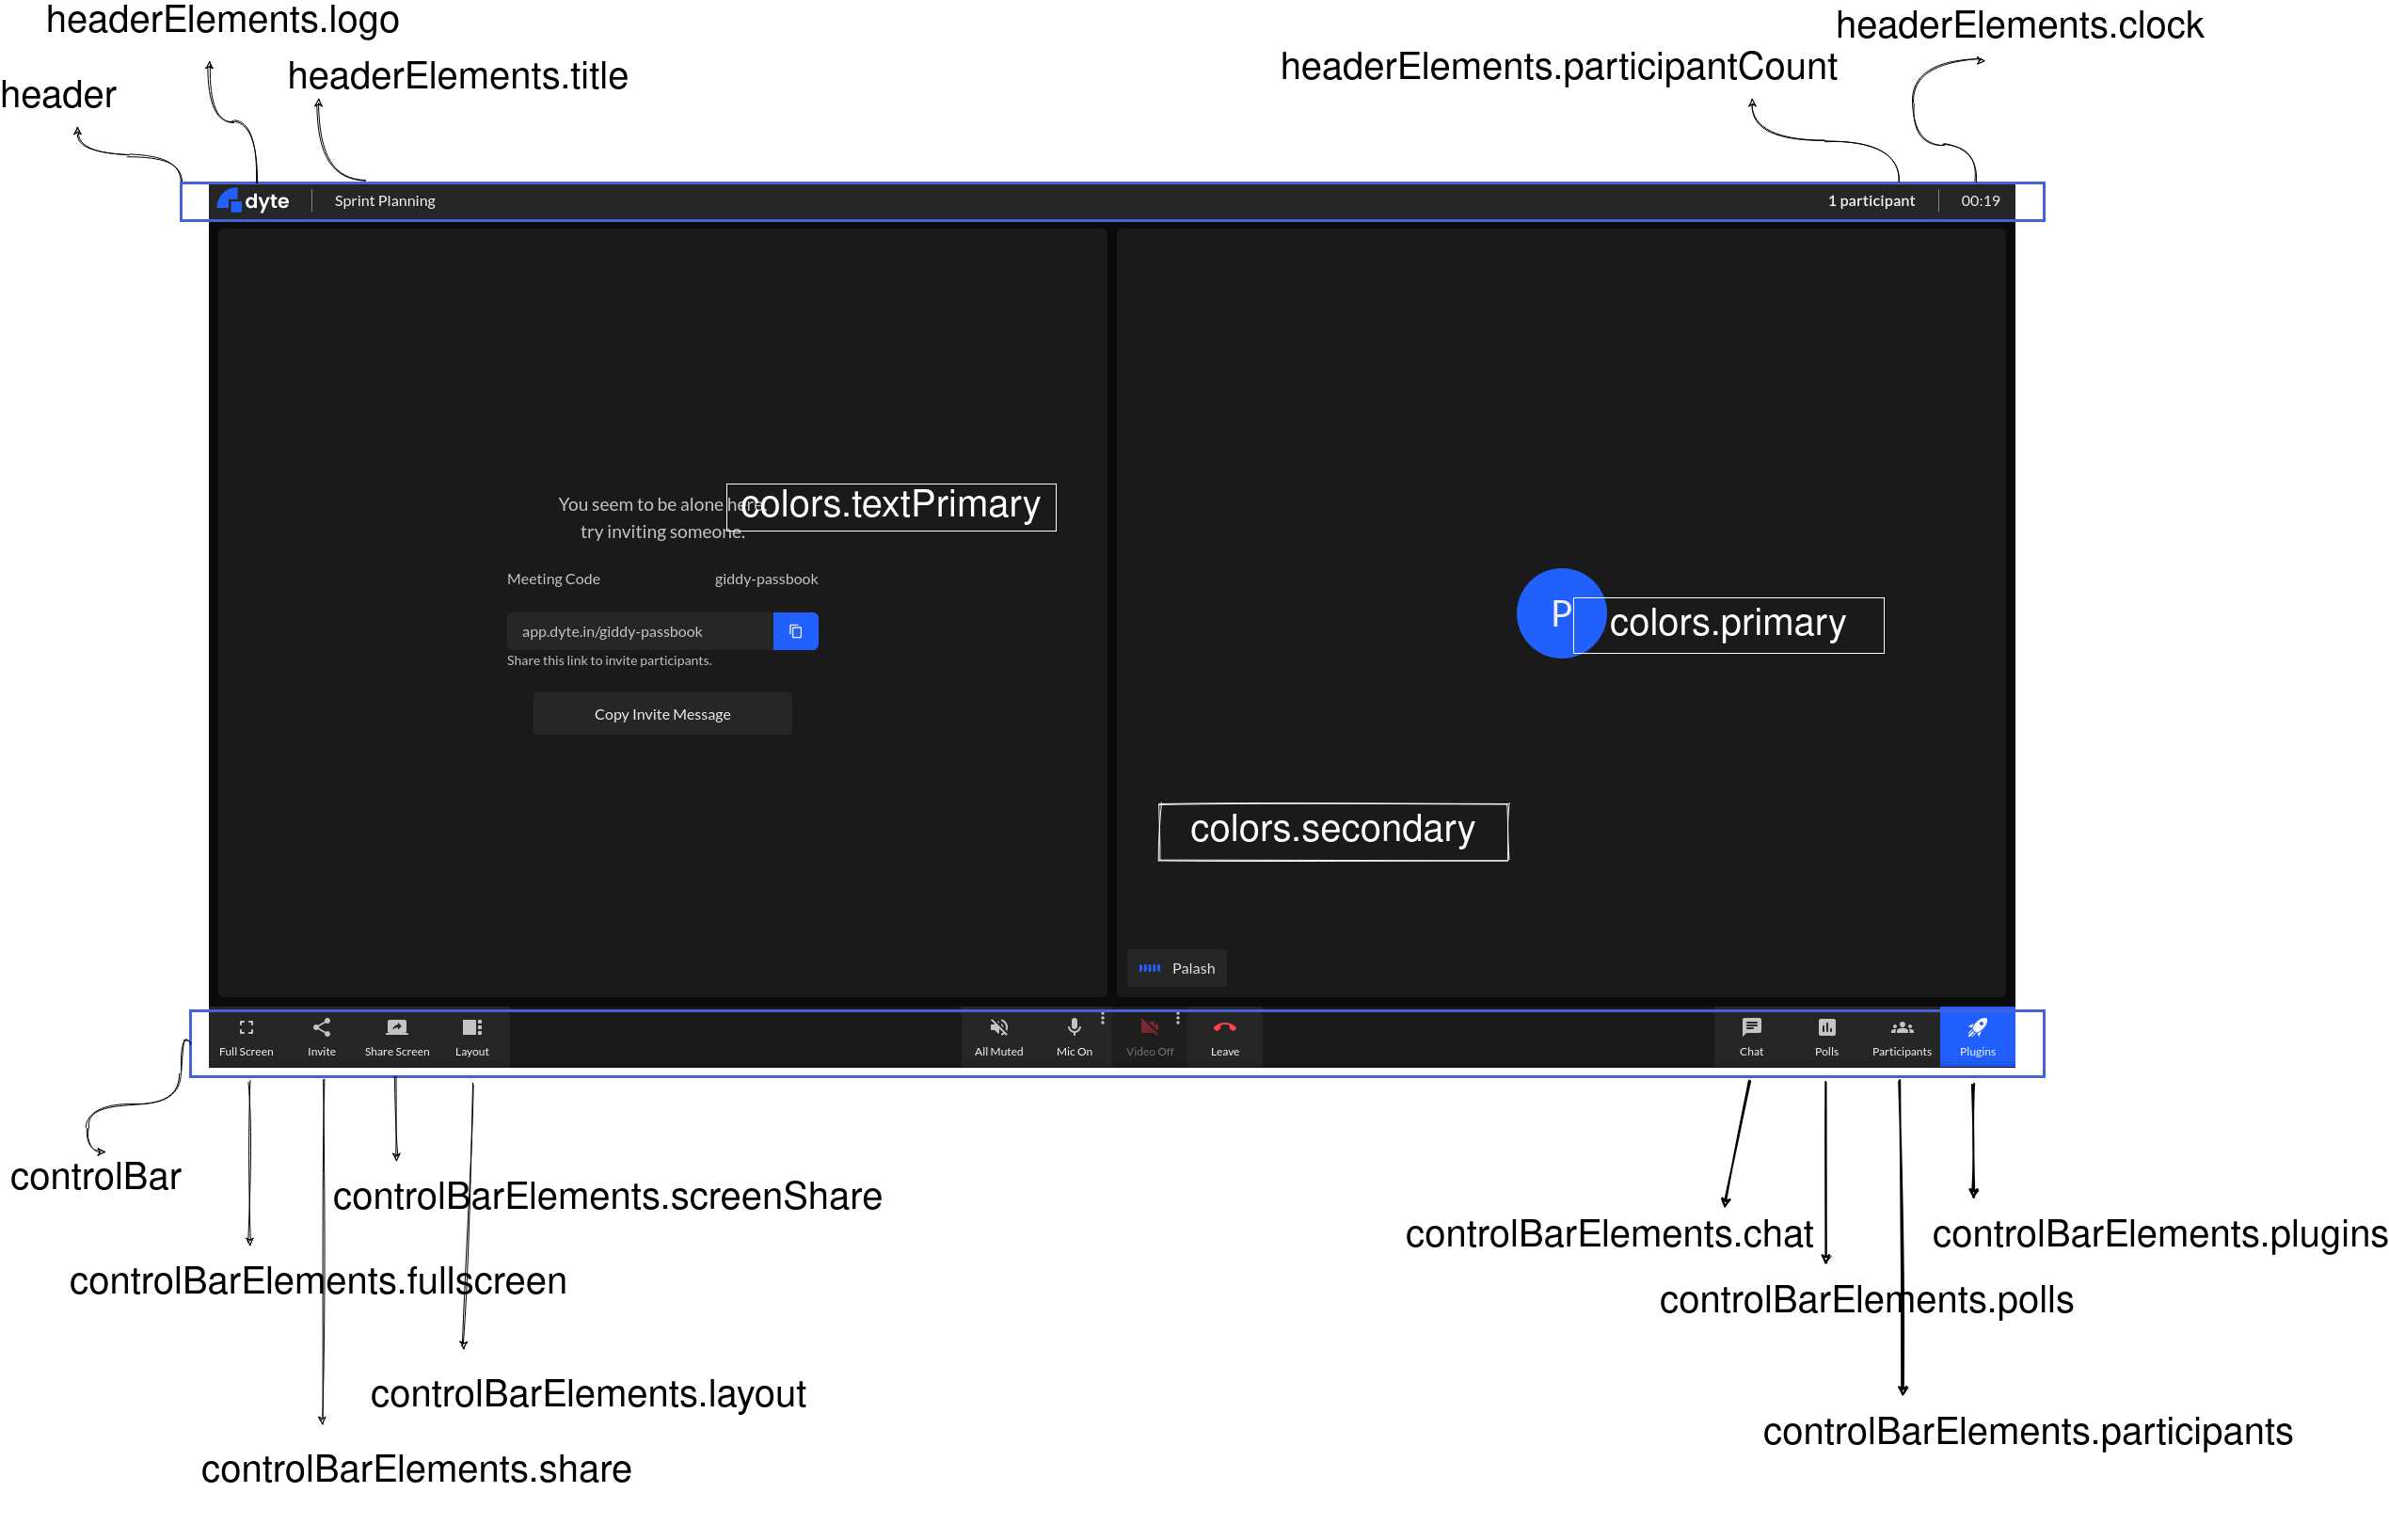 headerElements.logo
headerElements.clock
headerElements.title
headerElements.participantCount
header
dyte
Sprint Planning
1 participant
00:19
You seem to be alone here,
try inviting someone.
colors.textPrimary
Meeting Code
giddy-passbook
app.dyte.in/giddy-passbook
Share this link to invite participants.
Copy Invite Message
P
colors.primary
colors.secondary
Palash
Full Screen
Invite
Share Screen
Layout
All Muted
Mic On
Video Off
Leave
Chat
Polls
Participants
Plugins
controlBar
controlBarElements.screenShare
controlBarElements.chat
controlBarElements.plugins
controlBarElements.fullscreen
controlBarElements.polls
controlBarElements.layout
controlBarElements.participants
controlBarElements.share